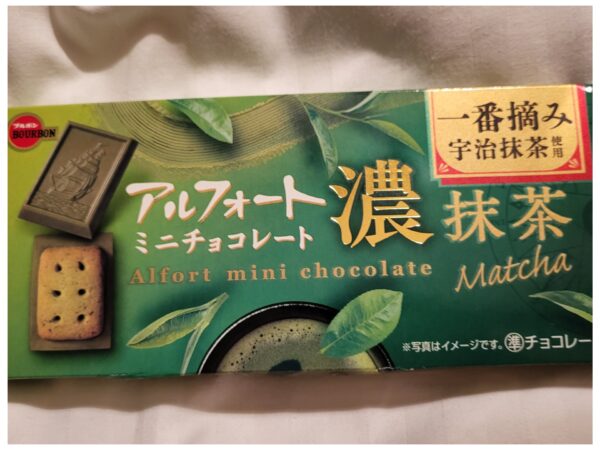 ブルボン
BOURBON
一番摘み
宇治抹茶使用
アルフォート
ミニチョコレート
濃抹茶
Alfort mini chocolate
Matcha
※写真はイメージです。㊜チョコレー